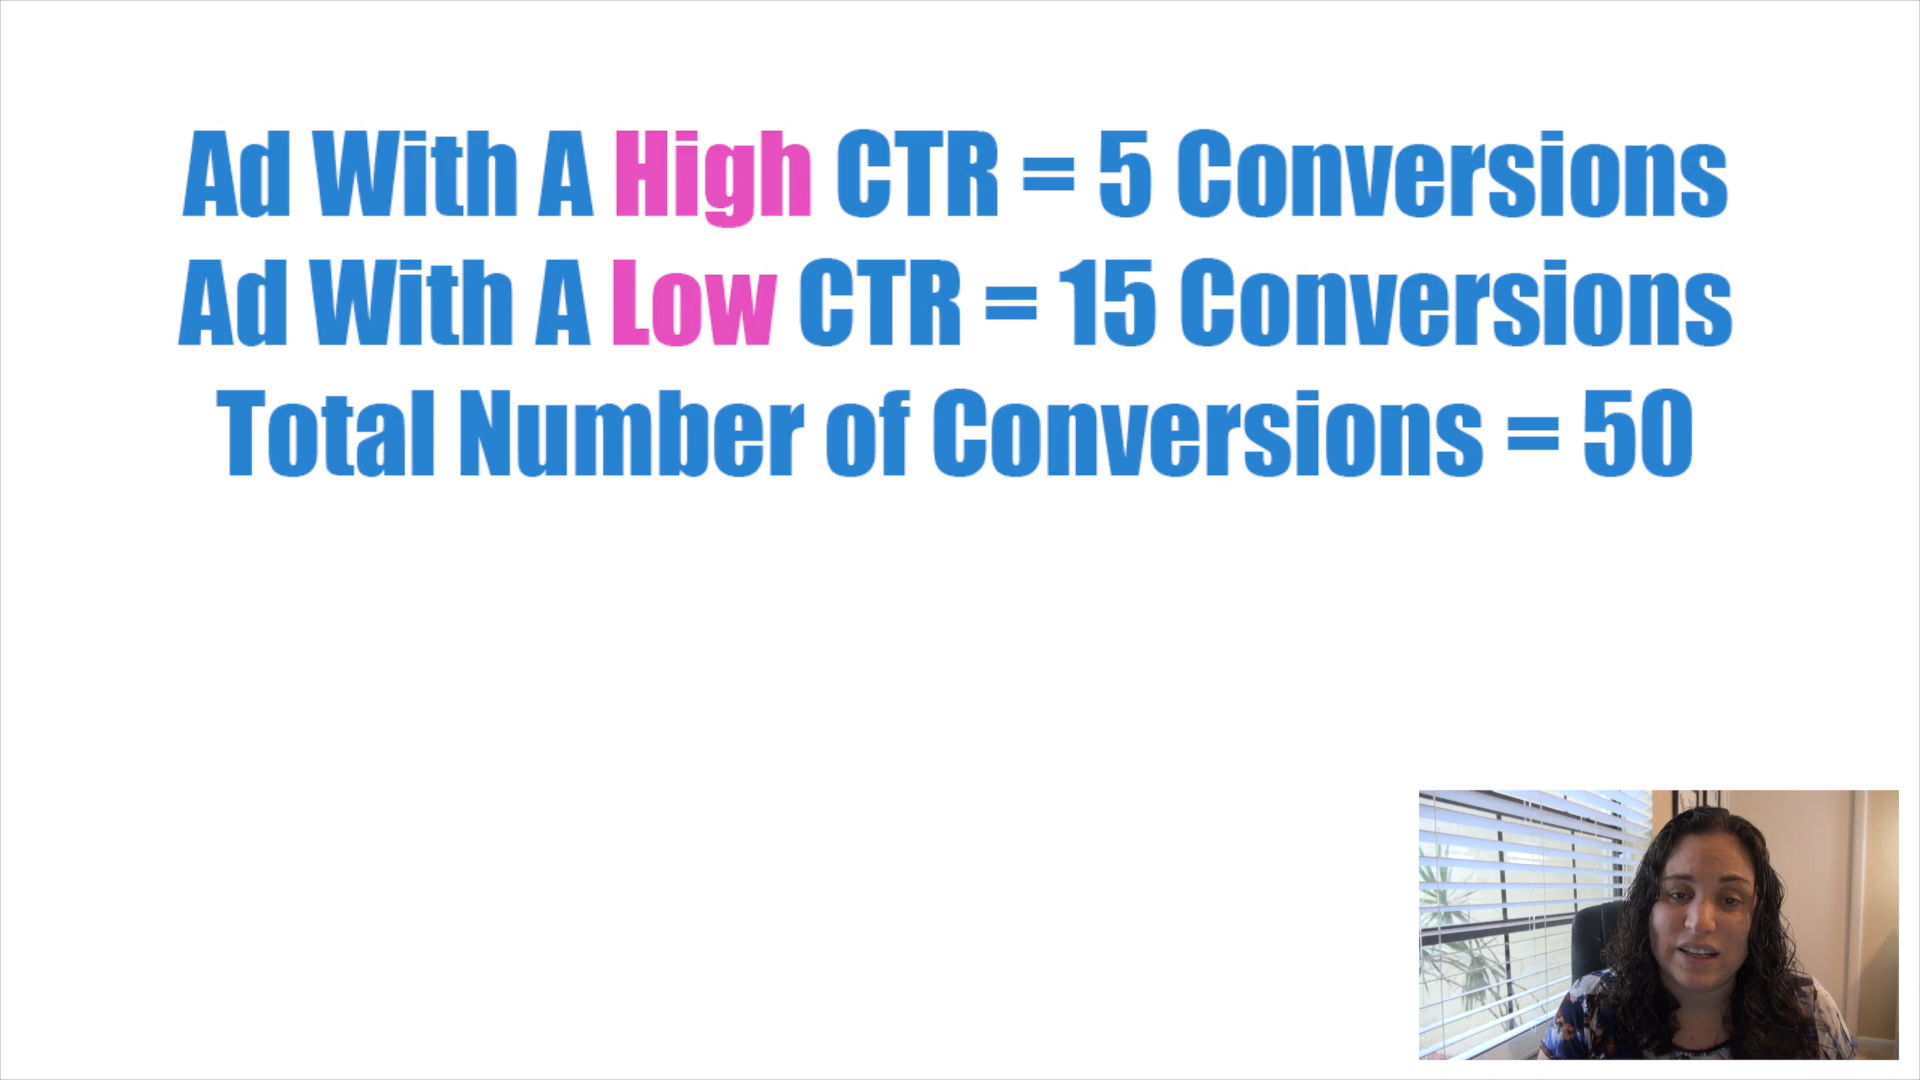 Ad With A High CTR = 5 Conversions
Ad With A Low CTR = 15 Conversions
Total Number of Conversions = 50